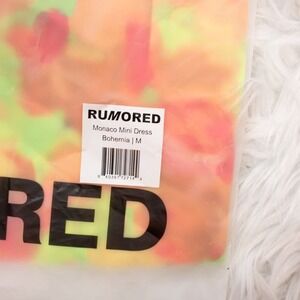 RUMORED
Monaco Mini Dress
Bohemia | M
RED